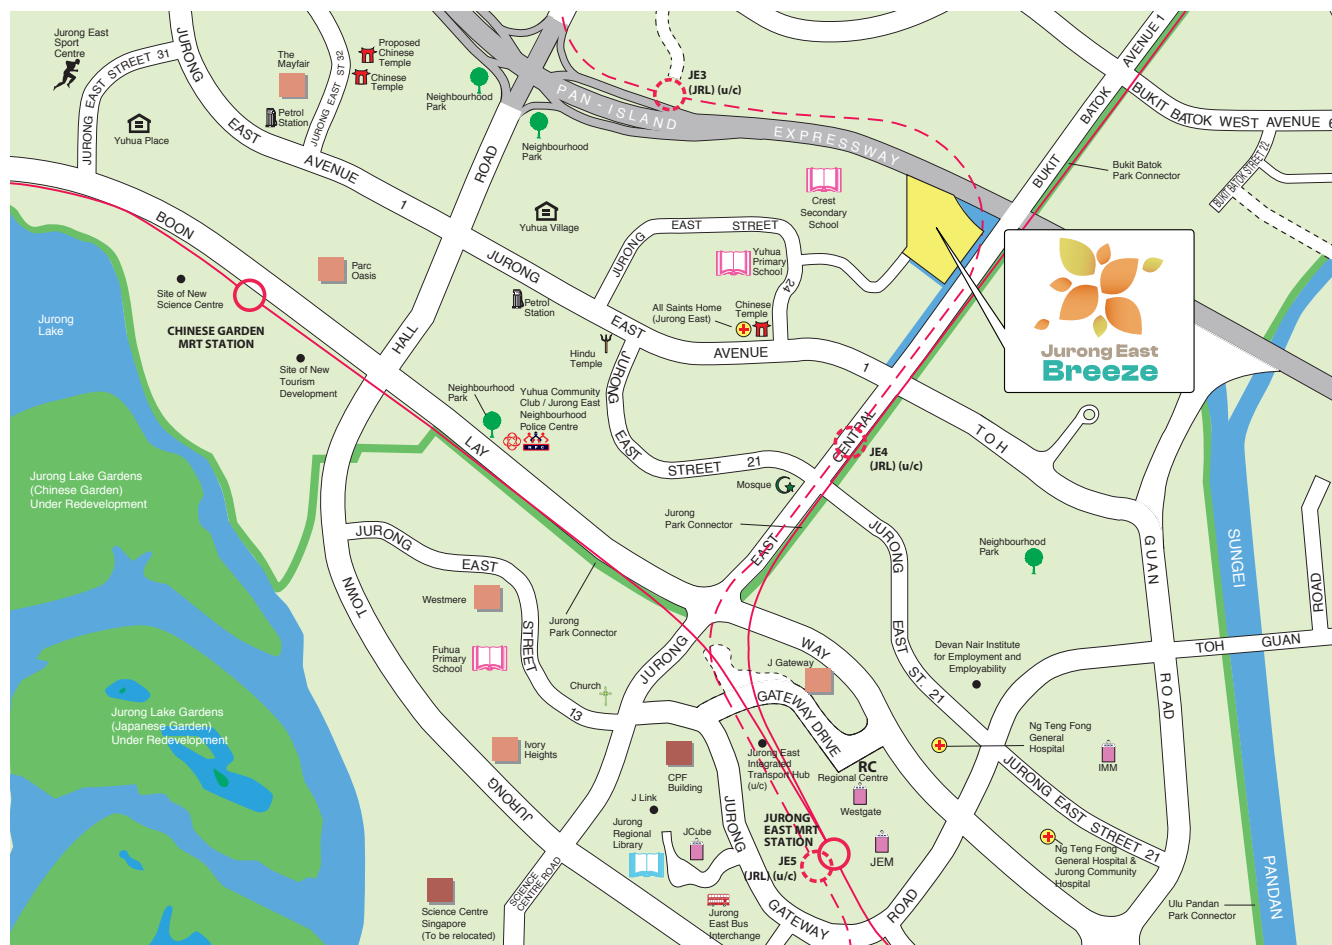 Jurong East
Sport
Centre
JURONG EAST STREET 31
JURONG
EAST
AVENUE
1
The
Mayfair
Petrol
Station
JURONG EAST ST 32
Proposed
Chinese
Temple
Chinese
Temple
Neighbourhood
Park
Neighbourhood
Park
Yuhua Place
PAN-ISLAND
EXPRESSWAY
JE3
(JRL) (u/c)
AVENUE 1
BATOK
BUKIT
BUKIT BATOK WEST AVENUE 6
BUKIT BATOK STREET 22
Bukit Batok
Park Connector
Crest
Secondary
School
ROAD
HALL
BOON
LAY
WAY
Yuhua Village
JURONG
EAST
STREET
24
Yuhua
Primary
School
JURONG
EAST
AVENUE
1
Parc
Oasis
Site of New
Science Centre
CHINESE GARDEN
MRT STATION
Jurong
Lake
Petrol
Station
All Saints Home
(Jurong East)
Chinese
Temple
Hindu
Temple
Site of New
Tourism
Development
Jurong East
Breeze
Neighbourhood
Park
Yuhua Community
Club / Jurong East
Neighbourhood
Police Centre
JURONG
EAST
STREET
21
Mosque
CENTRAL
EAST
JURONG
JE4
(JRL) (u/c)
TOH
GUAN
ROAD
Jurong
Park Connector
Jurong Lake Gardens
(Chinese Garden)
Under Redevelopment
JURONG
EAST
STREET
13
TOWN
JURONG
Westmere
Fuhua
Primary
School
Jurong
Park Connector
Church
JURONG
EAST
ST. 21
Neighbourhood
Park
Devan Nair Institute
for Employment and
Employability
SUNGEI
PANDAN
TOH
GUAN
ROAD
J Gateway
GATEWAY DRIVE
Jurong Lake Gardens
(Japanese Garden)
Under Redevelopment
Ivory
Heights
CPF
Building
Jurong East
Integrated
Transport Hub
(u/c)
RC
Regional Centre
Westgate
Ng Teng Fong
General
Hospital
IMM
JURONG EAST STREET 21
J Link
Jurong
Regional
Library
JCube
JURONG
GATEWAY
ROAD
JURONG
EAST MRT
STATION
JE5
(JRL) (u/c)
JEM
Ng Teng Fong
General Hospital &
Jurong Community
Hospital
SCIENCE
CENTRE ROAD
Science Centre
Singapore
(To be relocated)
Jurong
East Bus
Interchange
Ulu Pandan
Park Connector